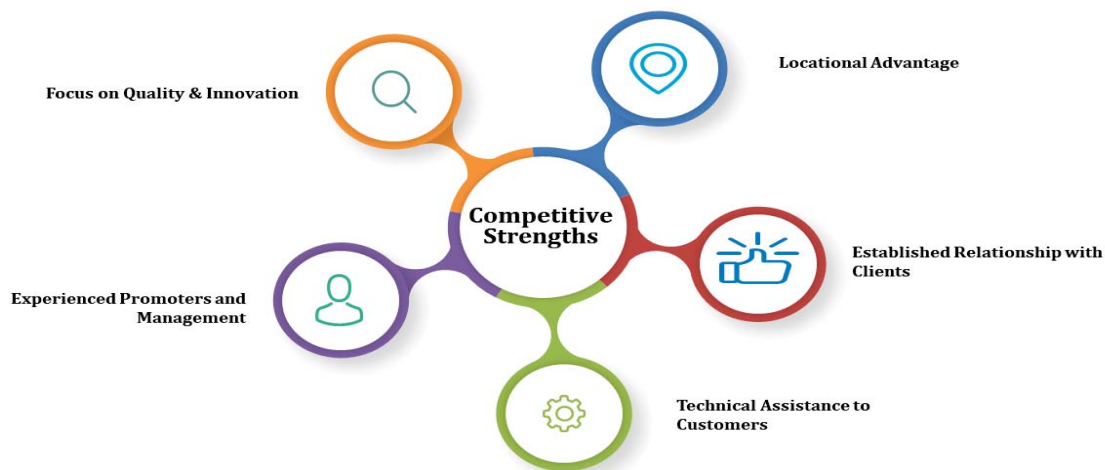 Focus on Quality & Innovation
Locational Advantage
Competitive
Strengths
Established Relationship with
Clients
Experienced Promoters and
Management
Technical Assistance to
Customers